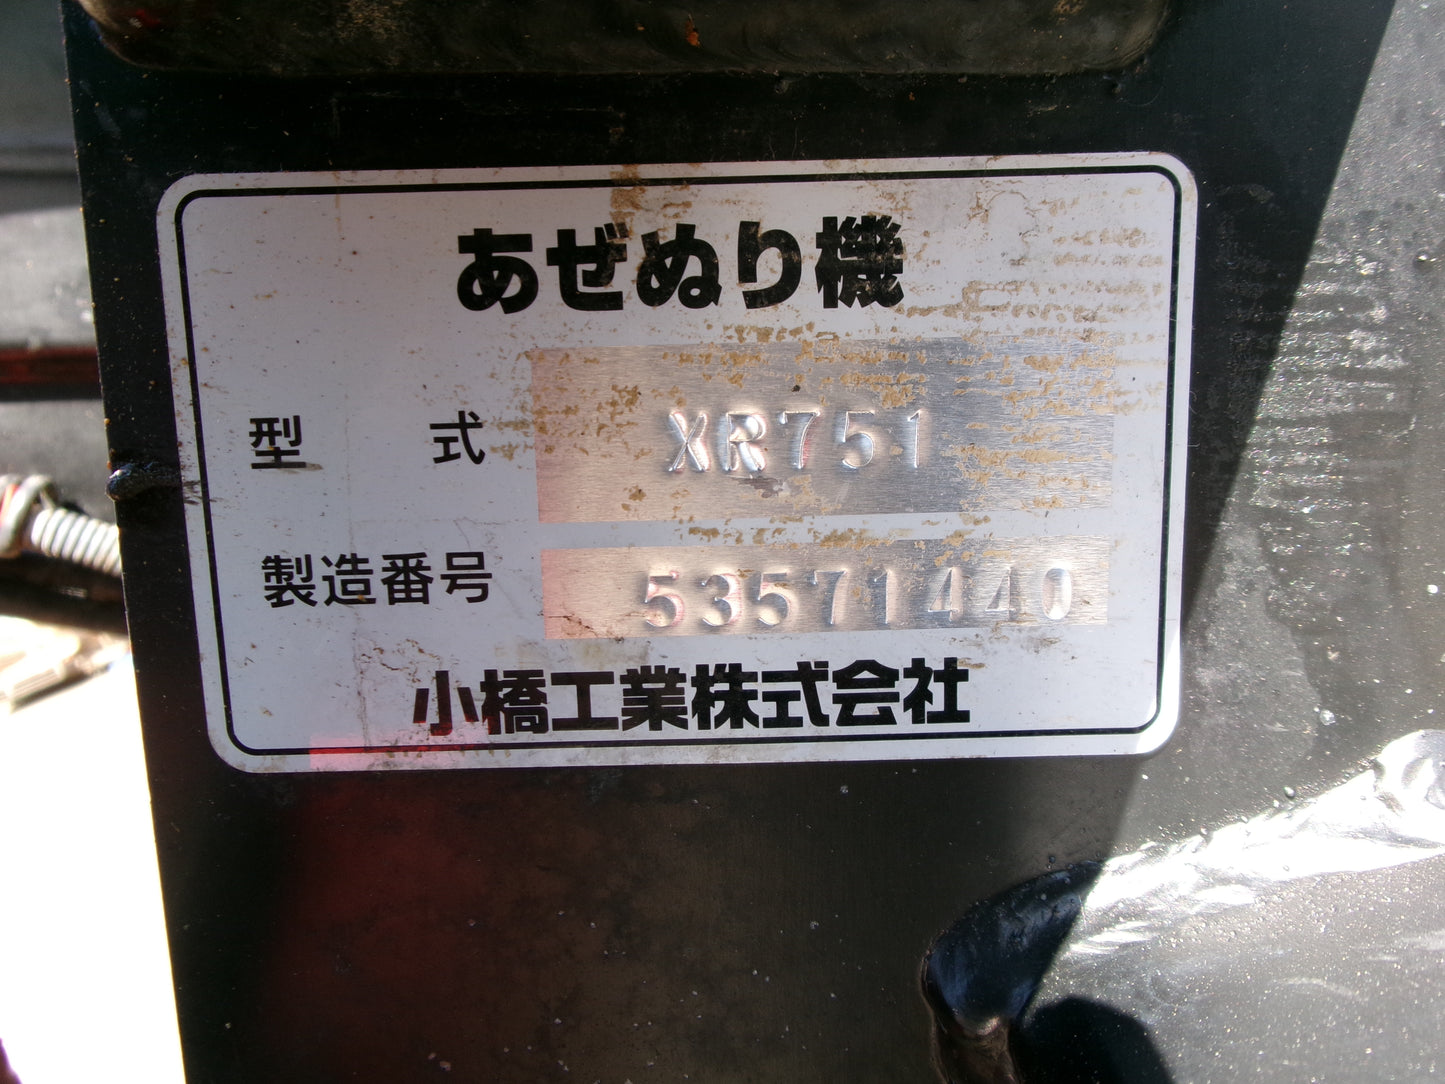 あぜぬり機
型式 XR751
製造番号 53571440
小橋工業株式会社